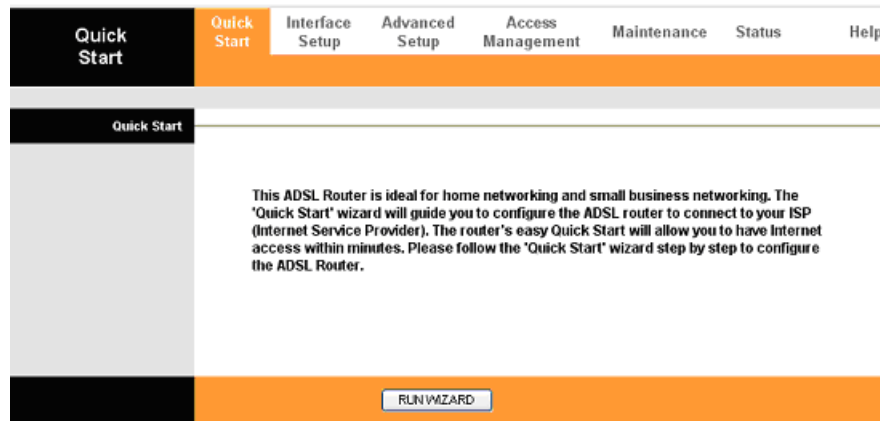 Quick Start
Quick Start
Interface Setup
Advanced Setup
Access Management
Maintenance
Status
Help
Quick Start
This ADSL Router is ideal for home networking and small business networking. The
'Quick Start' wizard will guide you to configure the ADSL router to connect to your ISP
(Internet Service Provider). The router's easy Quick Start will allow you to have Internet
access within minutes. Please follow the 'Quick Start' wizard step by step to configure
the ADSL Router.
RUN WIZARD